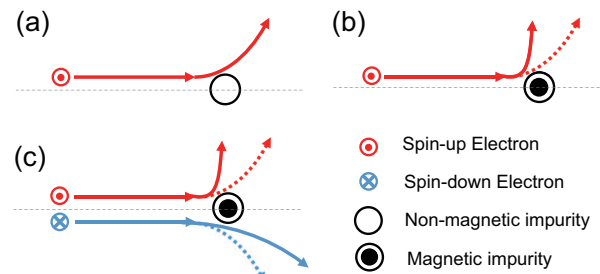 (a)
(b)
(c)
Spin-up Electron
Spin-down Electron
Non-magnetic impurity
Magnetic impurity